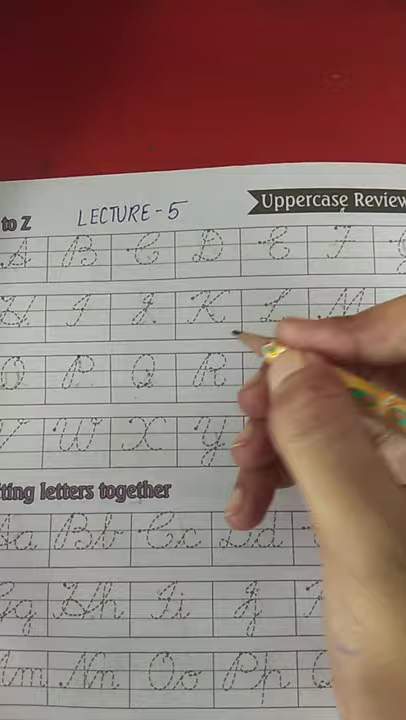 to Z LECTURE - 5 Uppercase Review
A B C D E F G
H I J K L M
O P Q R
V W X Y
ting letters together
Aa Bb Cc Dd
Gg Hh Ii Jj
Mm Nn Oo Pp Q